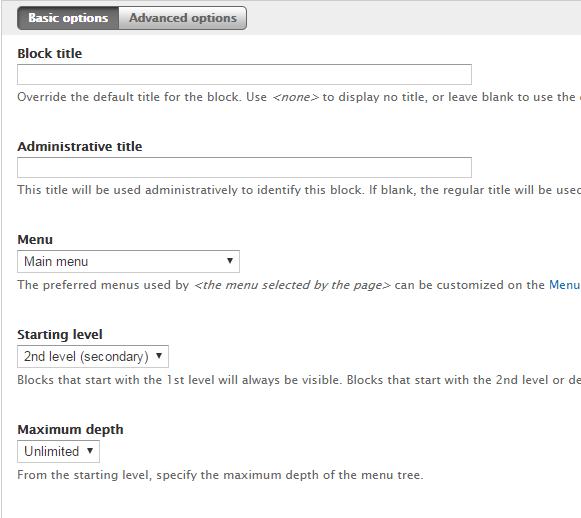 Basic options Advanced options
Block title
Override the default title for the block. Use <none> to display no title, or leave blank to use the
Administrative title
This title will be used administratively to identify this block. If blank, the regular title will be used
Menu
Main menu
The preferred menus used by <the menu selected by the page> can be customized on the Menu
Starting level
2nd level (secondary)
Blocks that start with the 1st level will always be visible. Blocks that start with the 2nd level or de
Maximum depth
Unlimited
From the starting level, specify the maximum depth of the menu tree.